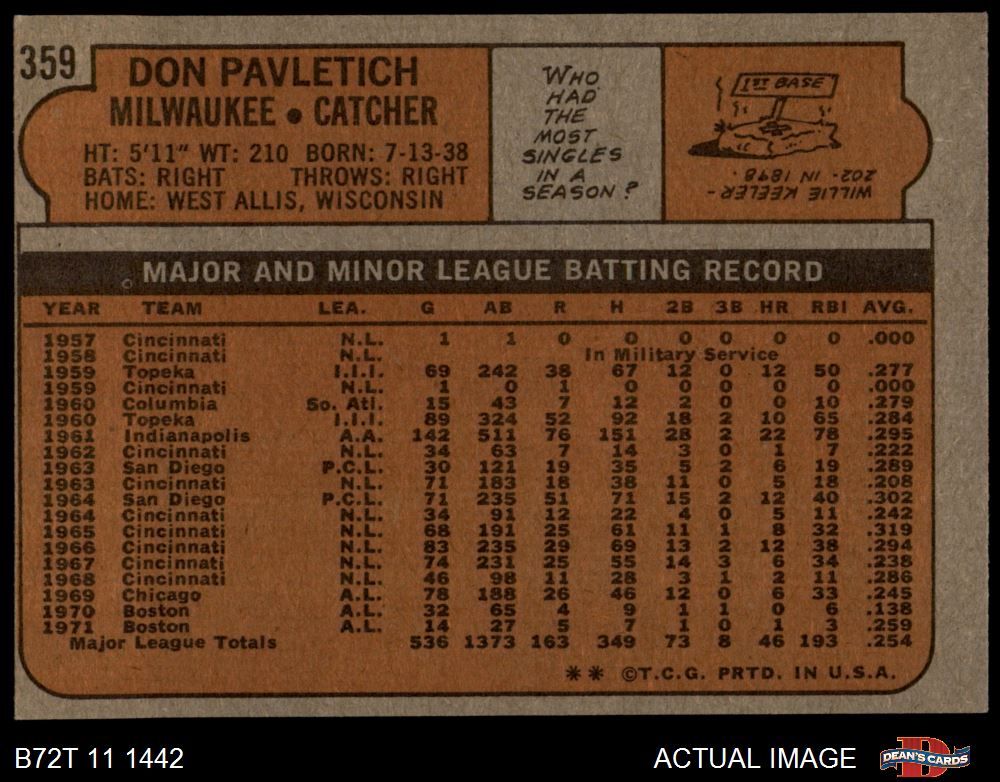 359
DON PAVLETICH
MILWAUKEE • CATCHER
HT: 5'11" WT: 210 BORN: 7-13-38
BATS: RIGHT THROWS: RIGHT
HOME: WEST ALLIS, WISCONSIN
WHO
HAD
THE
MOST
SINGLES
IN A
SEASON?
1ST BASE
WILLIE KEELER-
202- IN 1898.
MAJOR AND MINOR LEAGUE BATTING RECORD
YEAR TEAM LEA. G AB R H 2B 3B HR RBI AVG.
1957 Cincinnati N.L. 1 1 0 0 0 0 0 0 .000
1958 Cincinnati N.L. In Military Service
1959 Topeka I.I.I. 69 242 38 67 12 0 12 50 .277
1959 Cincinnati N.L. 1 0 1 0 0 0 0 0 .000
1960 Columbia So. Atl. 15 43 7 12 2 0 0 10 .279
1960 Topeka I.I.I. 89 324 52 92 18 2 10 65 .284
1961 Indianapolis A.A. 142 511 76 151 28 2 22 78 .295
1962 Cincinnati N.L. 34 63 7 14 3 0 1 7 .222
1963 San Diego P.C.L. 30 121 19 35 5 2 6 19 .289
1963 Cincinnati N.L. 71 183 18 38 11 0 5 18 .208
1964 San Diego P.C.L. 71 235 51 71 15 2 12 40 .302
1964 Cincinnati N.L. 34 91 12 22 4 0 5 11 .242
1965 Cincinnati N.L. 68 191 25 61 11 1 8 32 .319
1966 Cincinnati N.L. 83 235 29 69 13 2 12 38 .294
1967 Cincinnati N.L. 74 231 25 55 14 3 6 34 .238
1968 Cincinnati N.L. 46 98 11 28 3 1 2 11 .286
1969 Chicago A.L. 78 188 26 46 12 0 6 33 .245
1970 Boston A.L. 32 65 4 9 1 1 0 6 .138
1971 Boston A.L. 14 27 5 7 1 0 1 3 .259
Major League Totals 536 1373 163 349 73 8 46 193 .254
** ©T.C.G. PRTD. IN U.S.A.
B72T 11 1442
ACTUAL IMAGE
D
DEAN'S CARDS